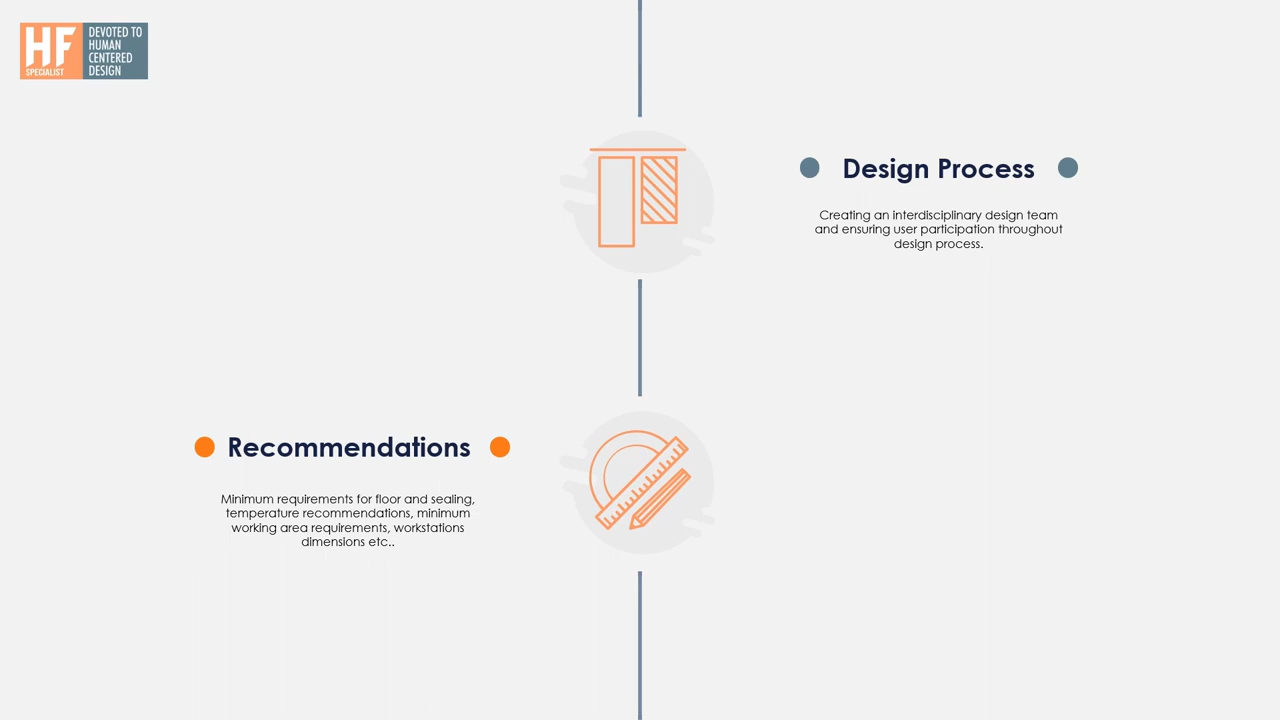 HF
SPECIALIST
DEVOTED TO
HUMAN
CENTERED
DESIGN
Design Process
Creating an interdisciplinary design team
and ensuring user participation throughout
design process.
Recommendations
Minimum requirements for floor and sealing,
temperature recommendations, minimum
working area requirements, workstations
dimensions etc..